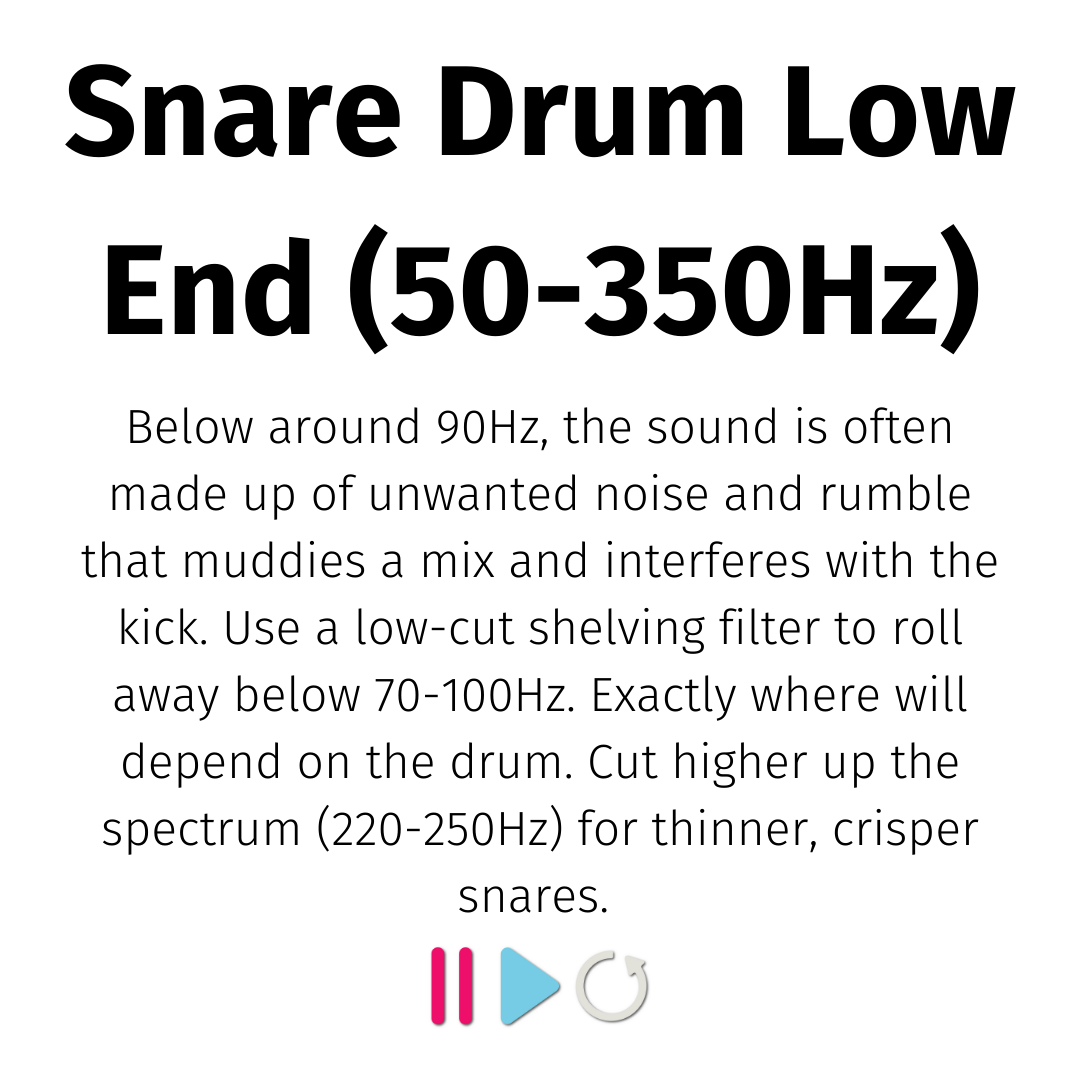 Snare Drum Low
End (50-350Hz)
Below around 90Hz, the sound is often
made up of unwanted noise and rumble
that muddies a mix and interferes with the
kick. Use a low-cut shelving filter to roll
away below 70-100Hz. Exactly where will
depend on the drum. Cut higher up the
spectrum (220-250Hz) for thinner, crisper
snares.